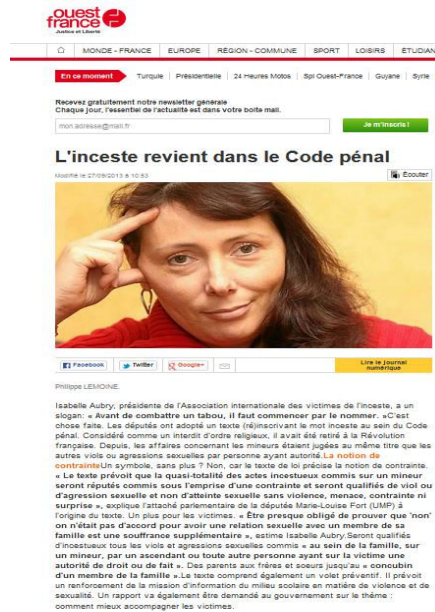 ouest
france
Justice et Liberté
MONDE - FRANCE EUROPE RÉGION - COMMUNE SPORT LOISIRS ÉTUDIAN
En ce moment Turquie Présidentielle 24 Heures Motos Spi Ouest-France Guyane Syrie
Recevez gratuitement notre newsletter générale
Chaque jour, l'essentiel de l'actualité est dans votre boîte mail.
mon.adresse@mail.fr Je m'inscris !
L'inceste revient dans le Code pénal
Modifié le 27/09/2013 à 10:53 Écouter
Facebook Twitter Google+ Lire le journal
numérique
Philippe LEMOINE.
Isabelle Aubry, présidente de l'Association internationale des victimes de l'inceste, a un
slogan: « Avant de combattre un tabou, il faut commencer par le nommer. »C'est
chose faite. Les députés ont adopté un texte (ré)inscrivant le mot inceste au sein du Code
pénal. Considéré comme un interdit d'ordre religieux, il avait été retiré à la Révolution
française. Depuis, les affaires concernant les mineurs étaient jugées au même titre que les
autres viols ou agressions sexuelles par personne ayant autorité.La notion de
contrainteUn symbole, sans plus ? Non, car le texte de loi précise la notion de contrainte.
« Le texte prévoit que la quasi-totalité des actes incestueux commis sur un mineur
seront réputés commis sous l'emprise d'une contrainte et seront qualifiés de viol ou
d'agression sexuelle et non d'atteinte sexuelle sans violence, menace, contrainte ni
surprise », explique l'attaché parlementaire de la députée Marie-Louise Fort (UMP) à
l'origine du texte. Un plus pour les victimes. « Être presque obligé de prouver que 'non'
on n'était pas d'accord pour avoir une relation sexuelle avec un membre de sa
famille est une souffrance supplémentaire », estime Isabelle Aubry.Seront qualifiés
d'incestueux tous les viols et agressions sexuelles commis « au sein de la famille, sur
un mineur, par un ascendant ou toute autre personne ayant sur la victime une
autorité de droit ou de fait ». Des parents aux frères et soeurs jusqu'au « concubin
d'un membre de la famille ».Le texte comprend également un volet préventif. Il prévoit
un renforcement de la mission d'information du milieu scolaire en matière de violence et de
sexualité. Un rapport va également être demandé au gouvernement sur le thème :
comment mieux accompagner les victimes.